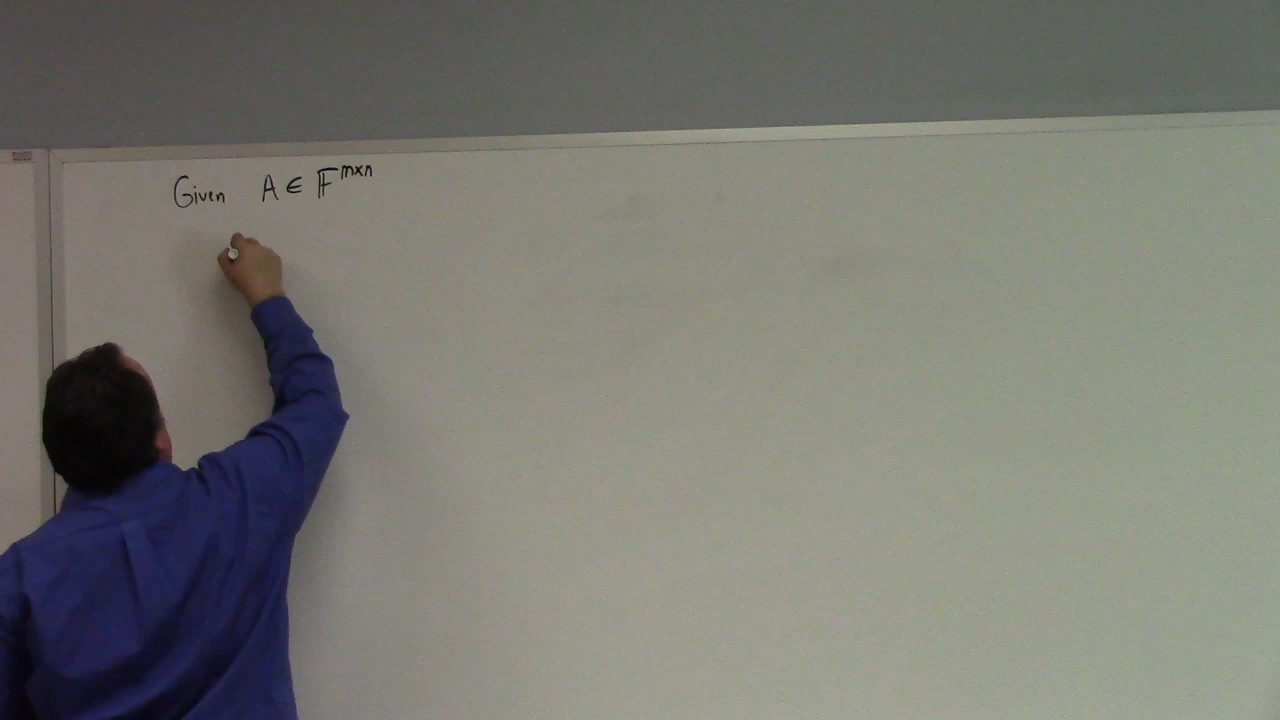 Given A ∈ 𝔽^{m×n}